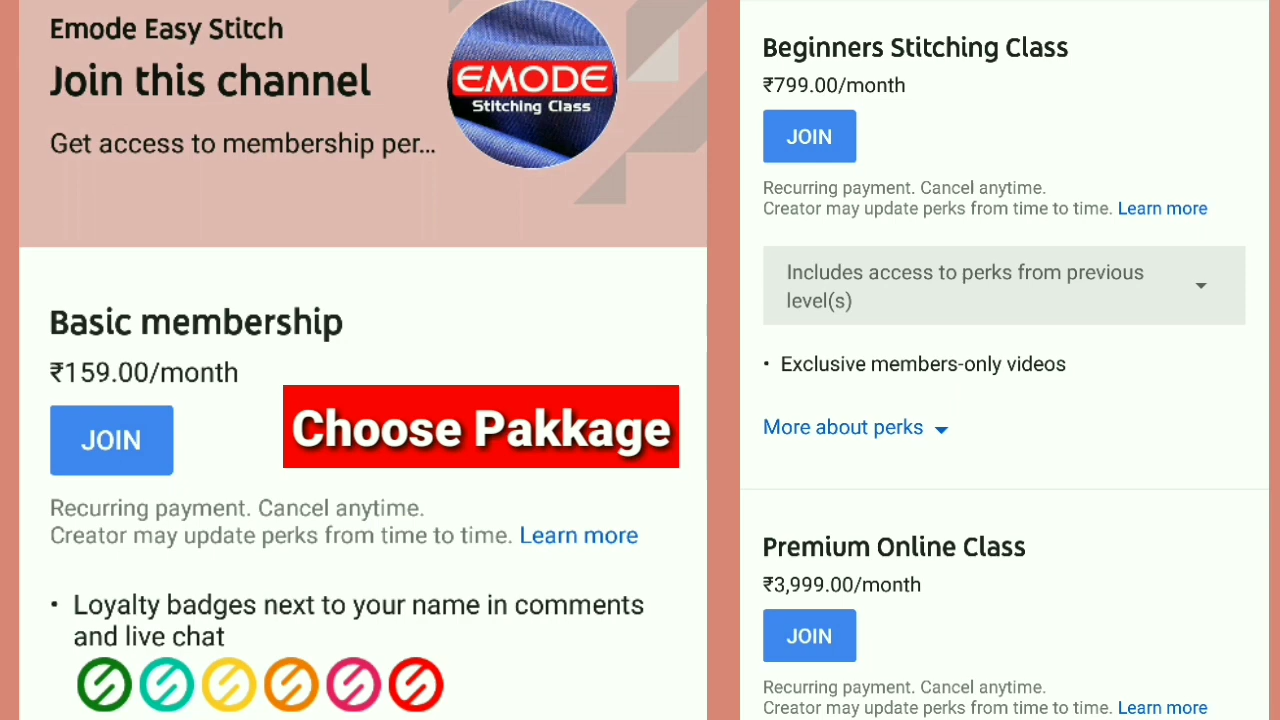 Emode Easy Stitch
Join this channel
Get access to membership per...
EMODE
Stitching Class
Basic membership
₹159.00/month
JOIN
Choose Pakkage
Recurring payment. Cancel anytime.
Creator may update perks from time to time. Learn more
• Loyalty badges next to your name in comments
and live chat
Beginners Stitching Class
₹799.00/month
JOIN
Recurring payment. Cancel anytime.
Creator may update perks from time to time. Learn more
Includes access to perks from previous
level(s)
• Exclusive members-only videos
More about perks
Premium Online Class
₹3,999.00/month
JOIN
Recurring payment. Cancel anytime.
Creator may update perks from time to time. Learn more